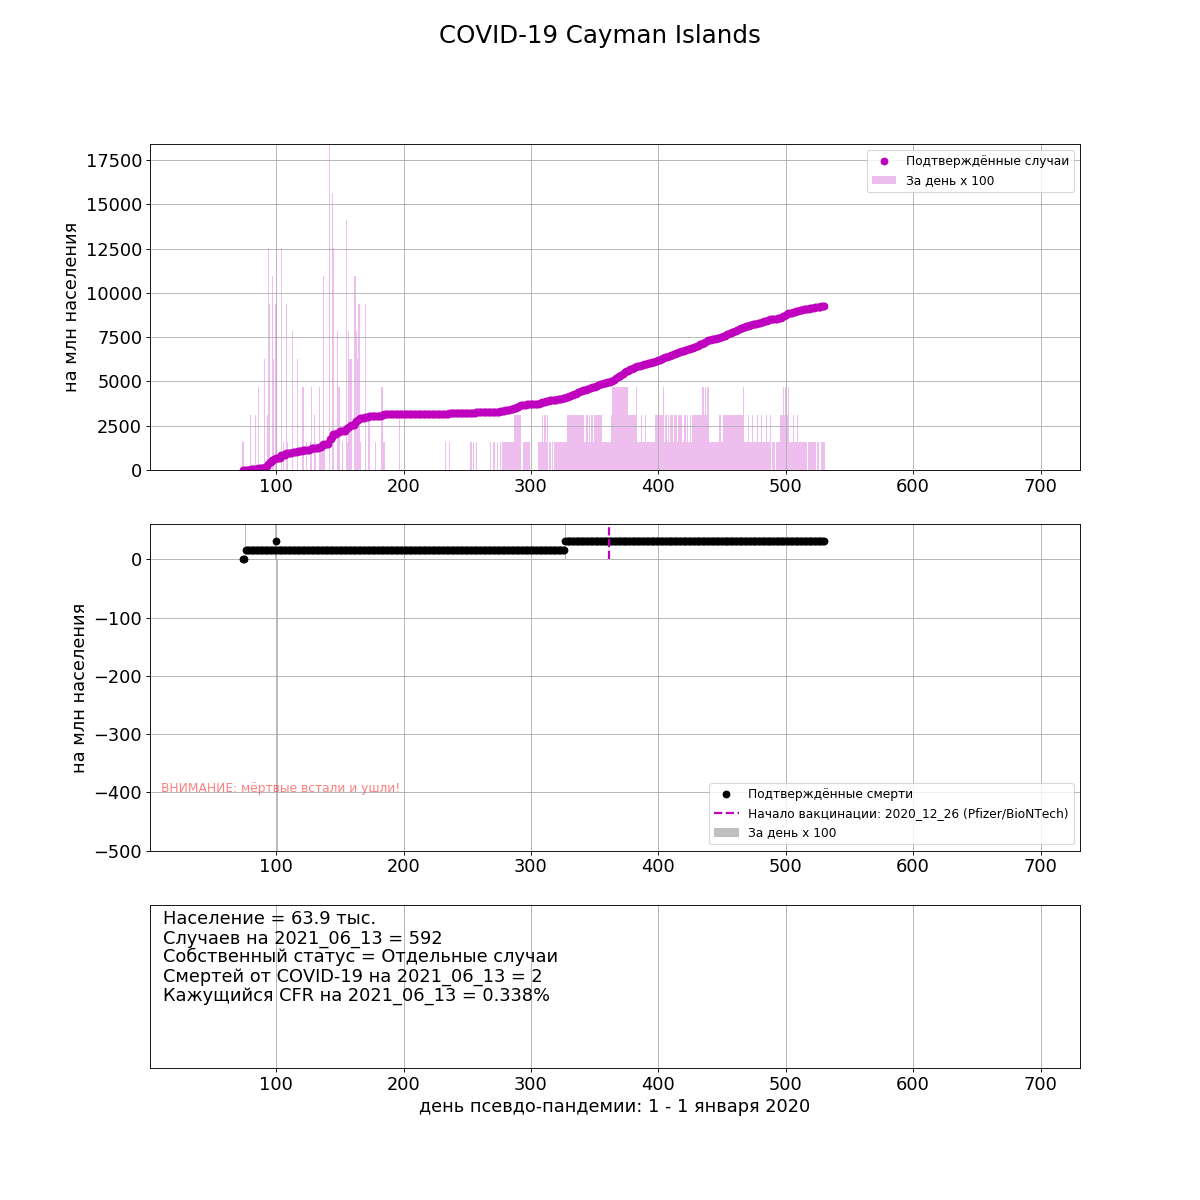 COVID-19 Cayman Islands
17500
15000
12500
10000
7500
5000
2500
0
на млн населения
Подтверждённые случаи
За день x 100
100 200 300 400 500 600 700
0
−100
−200
−300
−400
−500
на млн населения
ВНИМАНИЕ: мёртвые встали и ушли!
Подтверждённые смерти
Начало вакцинации: 2020_12_26 (Pfizer/BioNTech)
За день x 100
100 200 300 400 500 600 700
Население = 63.9 тыс.
Случаев на 2021_06_13 = 592
Собственный статус = Отдельные случаи
Смертей от COVID-19 на 2021_06_13 = 2
Кажущийся CFR на 2021_06_13 = 0.338%
100 200 300 400 500 600 700
день псевдо-пандемии: 1 - 1 января 2020